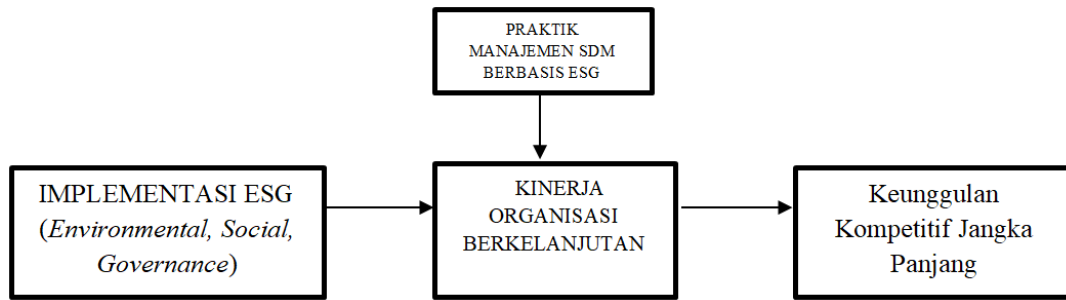 PRAKTIK
MANAJEMEN SDM
BERBASIS ESG
IMPLEMENTASI ESG
(Environmental, Social,
Governance)
KINERJA
ORGANISASI
BERKELANJUTAN
Keunggulan
Kompetitif Jangka
Panjang